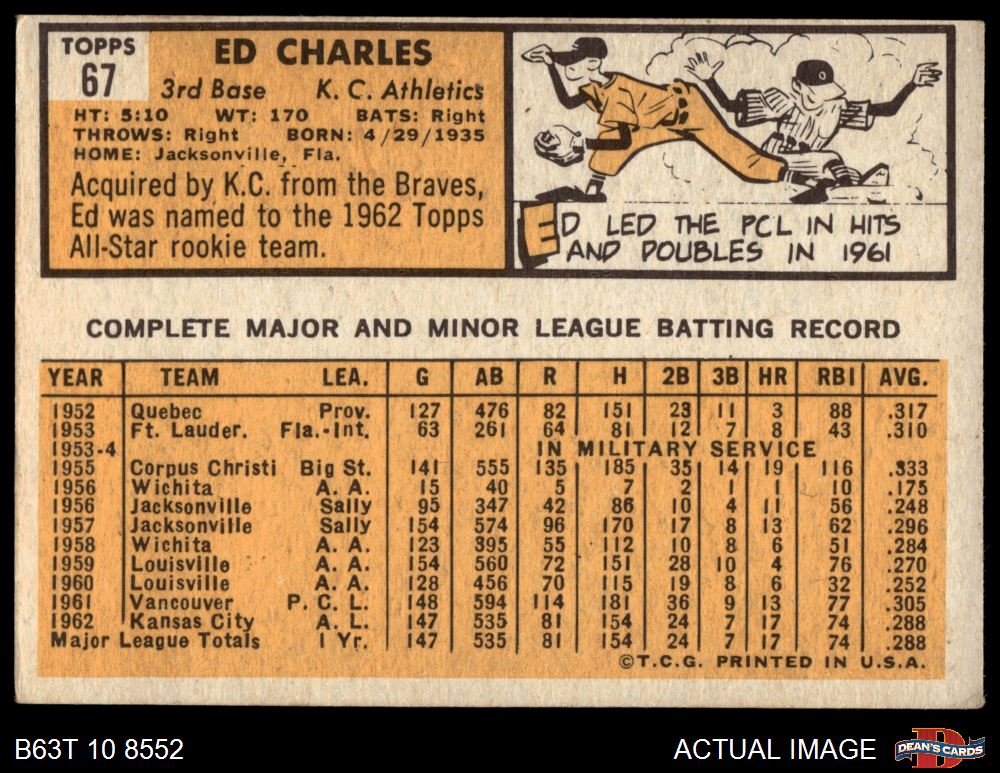 TOPPS
67
ED CHARLES
3rd Base K. C. Athletics
HT: 5:10 WT: 170 BATS: Right
THROWS: Right BORN: 4/29/1935
HOME: Jacksonville, Fla.
Acquired by K.C. from the Braves,
Ed was named to the 1962 Topps
All-Star rookie team.
ED LED THE PCL IN HITS
AND DOUBLES IN 1961
COMPLETE MAJOR AND MINOR LEAGUE BATTING RECORD
YEAR TEAM LEA. G AB R H 2B 3B HR RBI AVG.
1952 Quebec Prov. 127 476 82 151 23 11 3 88 .317
1953 Ft. Lauder. Fla.-Int. 63 261 64 81 12 7 8 43 .310
1953-4 IN MILITARY SERVICE
1955 Corpus Christi Big St. 141 555 135 185 35 14 19 116 .333
1956 Wichita A. A. 15 40 5 7 2 1 1 10 .175
1956 Jacksonville Sally 95 347 42 86 10 4 11 56 .248
1957 Jacksonville Sally 154 574 96 170 17 8 13 62 .296
1958 Wichita A. A. 123 395 55 112 10 8 6 51 .284
1959 Louisville A. A. 154 560 72 151 28 10 4 76 .270
1960 Louisville A. A. 128 456 70 115 19 8 6 32 .252
1961 Vancouver P. C. L. 148 594 114 181 36 9 13 77 .305
1962 Kansas City A. L. 147 535 81 154 24 7 17 74 .288
Major League Totals 1 Yr. 147 535 81 154 24 7 17 74 .288
©T.C.G. PRINTED IN U.S.A.
B63T 10 8552 ACTUAL IMAGE DEAN'S CARDS